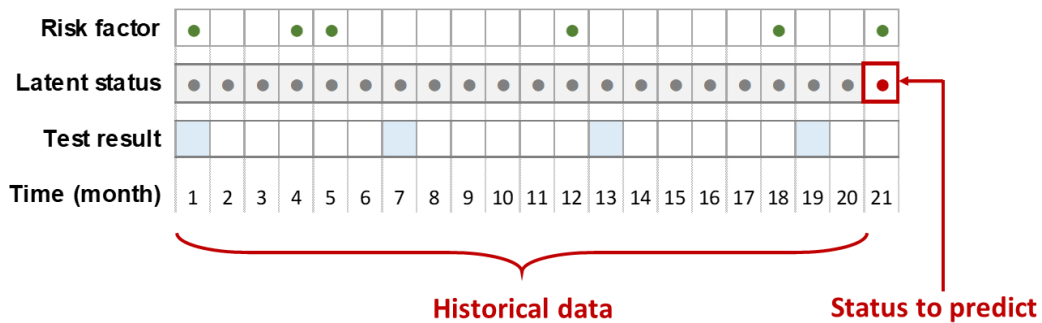 Risk factor
Latent status
Test result
Time (month) 1 2 3 4 5 6 7 8 9 10 11 12 13 14 15 16 17 18 19 20 21
Historical data
Status to predict